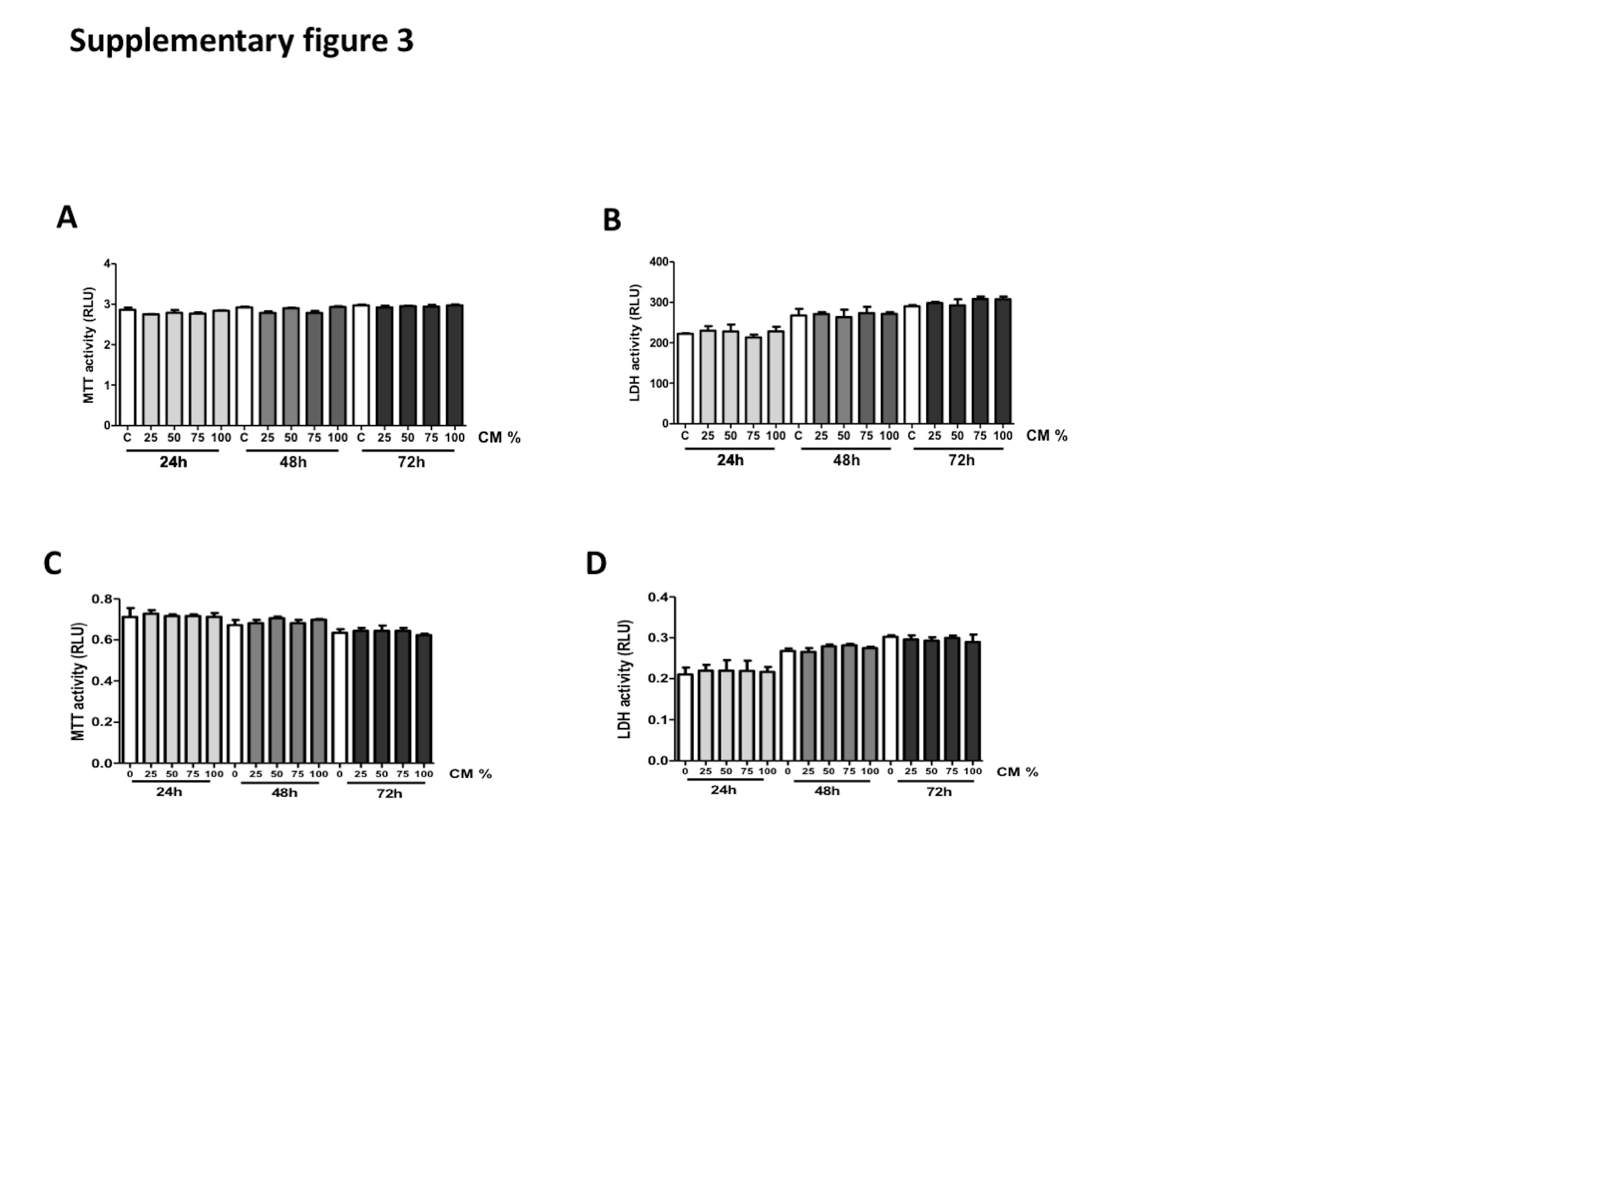 Supplementary figure 3
A
MTT activity (RLU)
4
3
2
1
0
C 25 50 75 100 C 25 50 75 100 C 25 50 75 100 CM %
24h 48h 72h
B
LDH activity (RLU)
400
300
200
100
0
C 25 50 75 100 C 25 50 75 100 C 25 50 75 100 CM %
24h 48h 72h
C
MTT activity (RLU)
0.8
0.6
0.4
0.2
0.0
0 25 50 75 100 0 25 50 75 100 0 25 50 75 100 CM %
24h 48h 72h
D
LDH activity (RLU)
0.4
0.3
0.2
0.1
0.0
0 25 50 75 100 0 25 50 75 100 0 25 50 75 100 CM %
24h 48h 72h